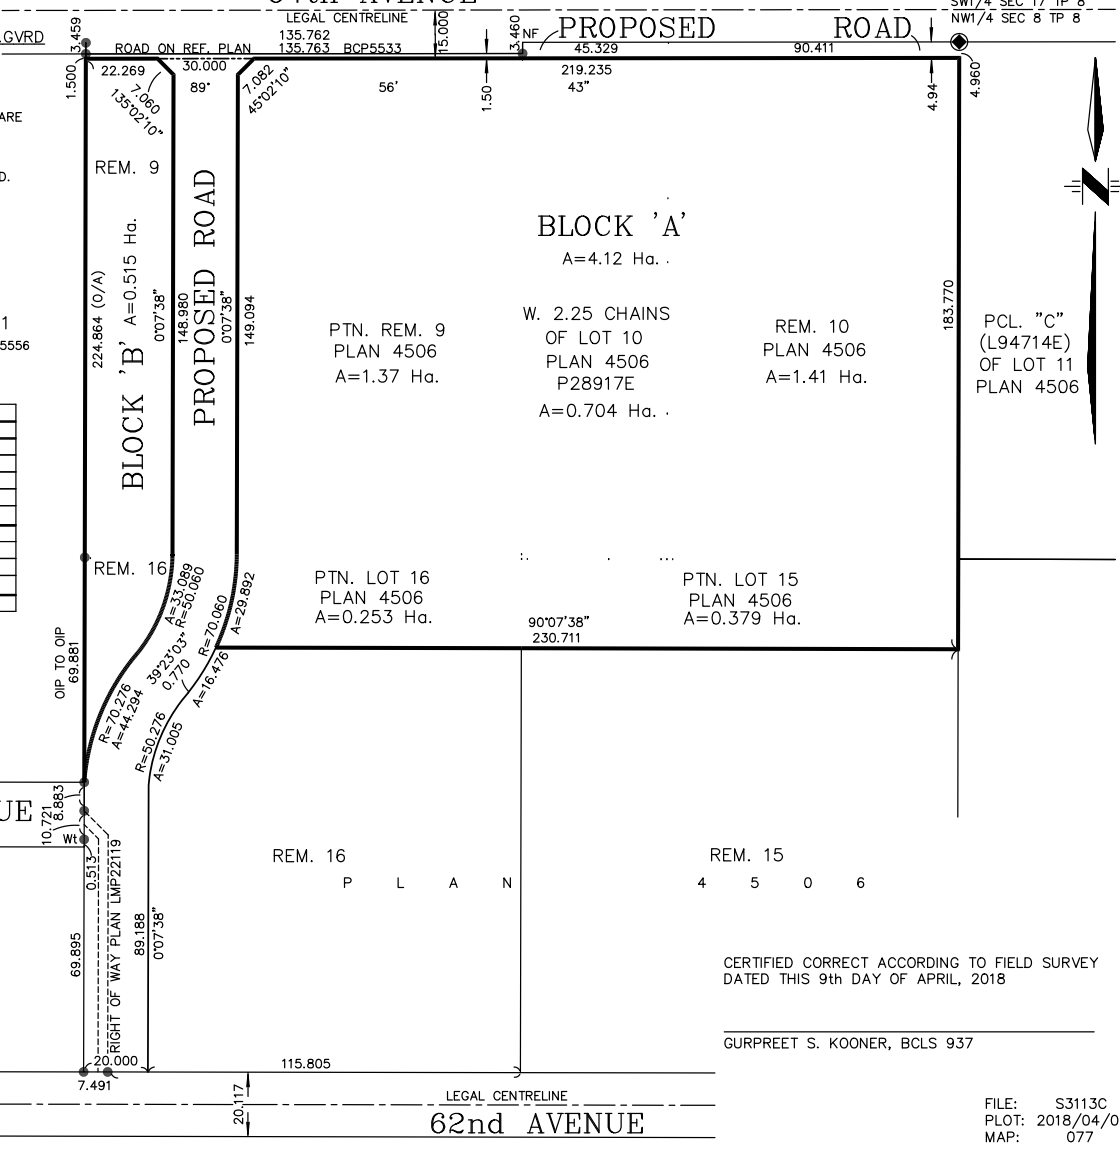 SW1/4 SEC 17 TP 8
NW1/4 SEC 8 TP 8
LEGAL CENTRELINE
15.000
3.460
NF
PROPOSED ROAD
.GVRD
3.459
135.762
ROAD ON REF. PLAN 135.763 BCP5533
45.329
90.411
22.269
30.000
219.235
89° 56' 43"
1.500
7.060
135°02'10"
7.082
45°02'10"
1.50
4.94
4.960
ARE
D.
1
5556
REM. 9
BLOCK 'B' A=0.515 Ha.
224.864 (O/A)
0°07'38"
148.980
PROPOSED ROAD
0°07'38"
149.094
BLOCK 'A'
A=4.12 Ha.
PTN. REM. 9
PLAN 4506
A=1.37 Ha.
W. 2.25 CHAINS
OF LOT 10
PLAN 4506
P28917E
A=0.704 Ha.
REM. 10
PLAN 4506
A=1.41 Ha.
183.770
PCL. "C"
(L94714E)
OF LOT 11
PLAN 4506
N
REM. 16
A=33.089
R=50.060
R=70.060
A=29.892
PTN. LOT 16
PLAN 4506
A=0.253 Ha.
PTN. LOT 15
PLAN 4506
A=0.379 Ha.
90°07'38"
230.711
OIP TO OIP
69.881
39°23'03"
0.770
A=16.476
R=70.276
A=44.294
R=50.276
A=31.005
UE
8.883
10.721
Wt
0.513
RIGHT OF WAY PLAN LMP22119
69.895
89.188
0°07'38"
REM. 16
REM. 15
P L A N 4 5 0 6
CERTIFIED CORRECT ACCORDING TO FIELD SURVEY
DATED THIS 9th DAY OF APRIL, 2018
GURPREET S. KOONER, BCLS 937
20.000
115.805
7.491
20.117
LEGAL CENTRELINE
62nd AVENUE
FILE: S3113C
PLOT: 2018/04/0
MAP: 077